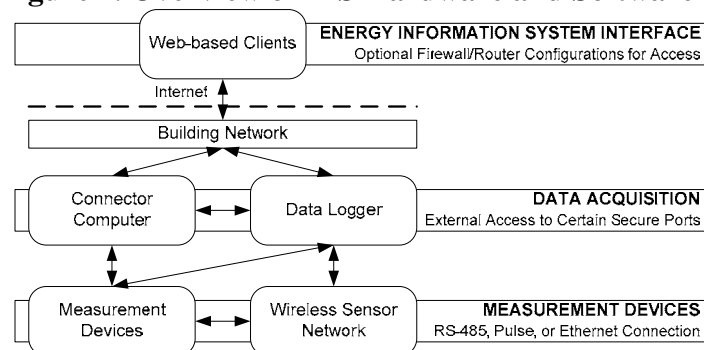 Web-based Clients
ENERGY INFORMATION SYSTEM INTERFACE
Optional Firewall/Router Configurations for Access
Internet
Building Network
Connector
Computer
Data Logger
DATA ACQUISITION
External Access to Certain Secure Ports
Measurement
Devices
Wireless Sensor
Network
MEASUREMENT DEVICES
RS-485, Pulse, or Ethernet Connection